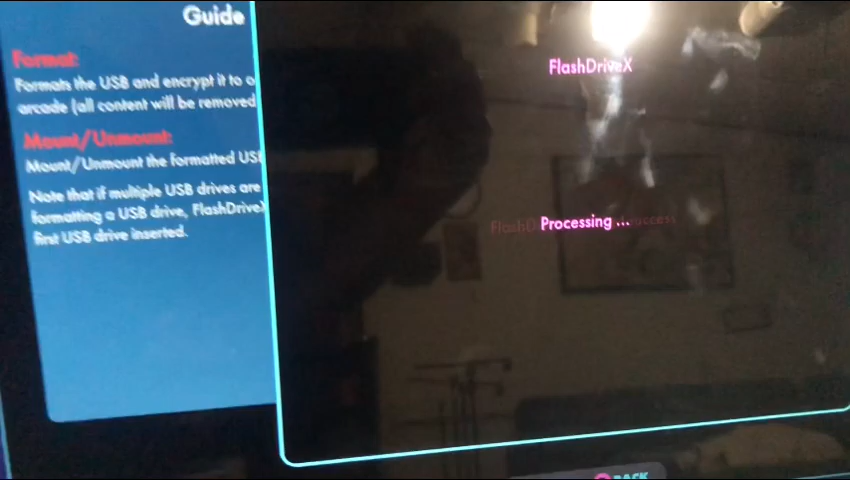 Guide
Format:
Formats the USB and encrypt it to o
arcade (all content will be removed
Mount/Unmount:
Mount/Unmount the formatted USB
Note that if multiple USB drives are
formatting a USB drive, FlashDriveX
first USB drive inserted.
FlashDriveX
Processing ...
BACK